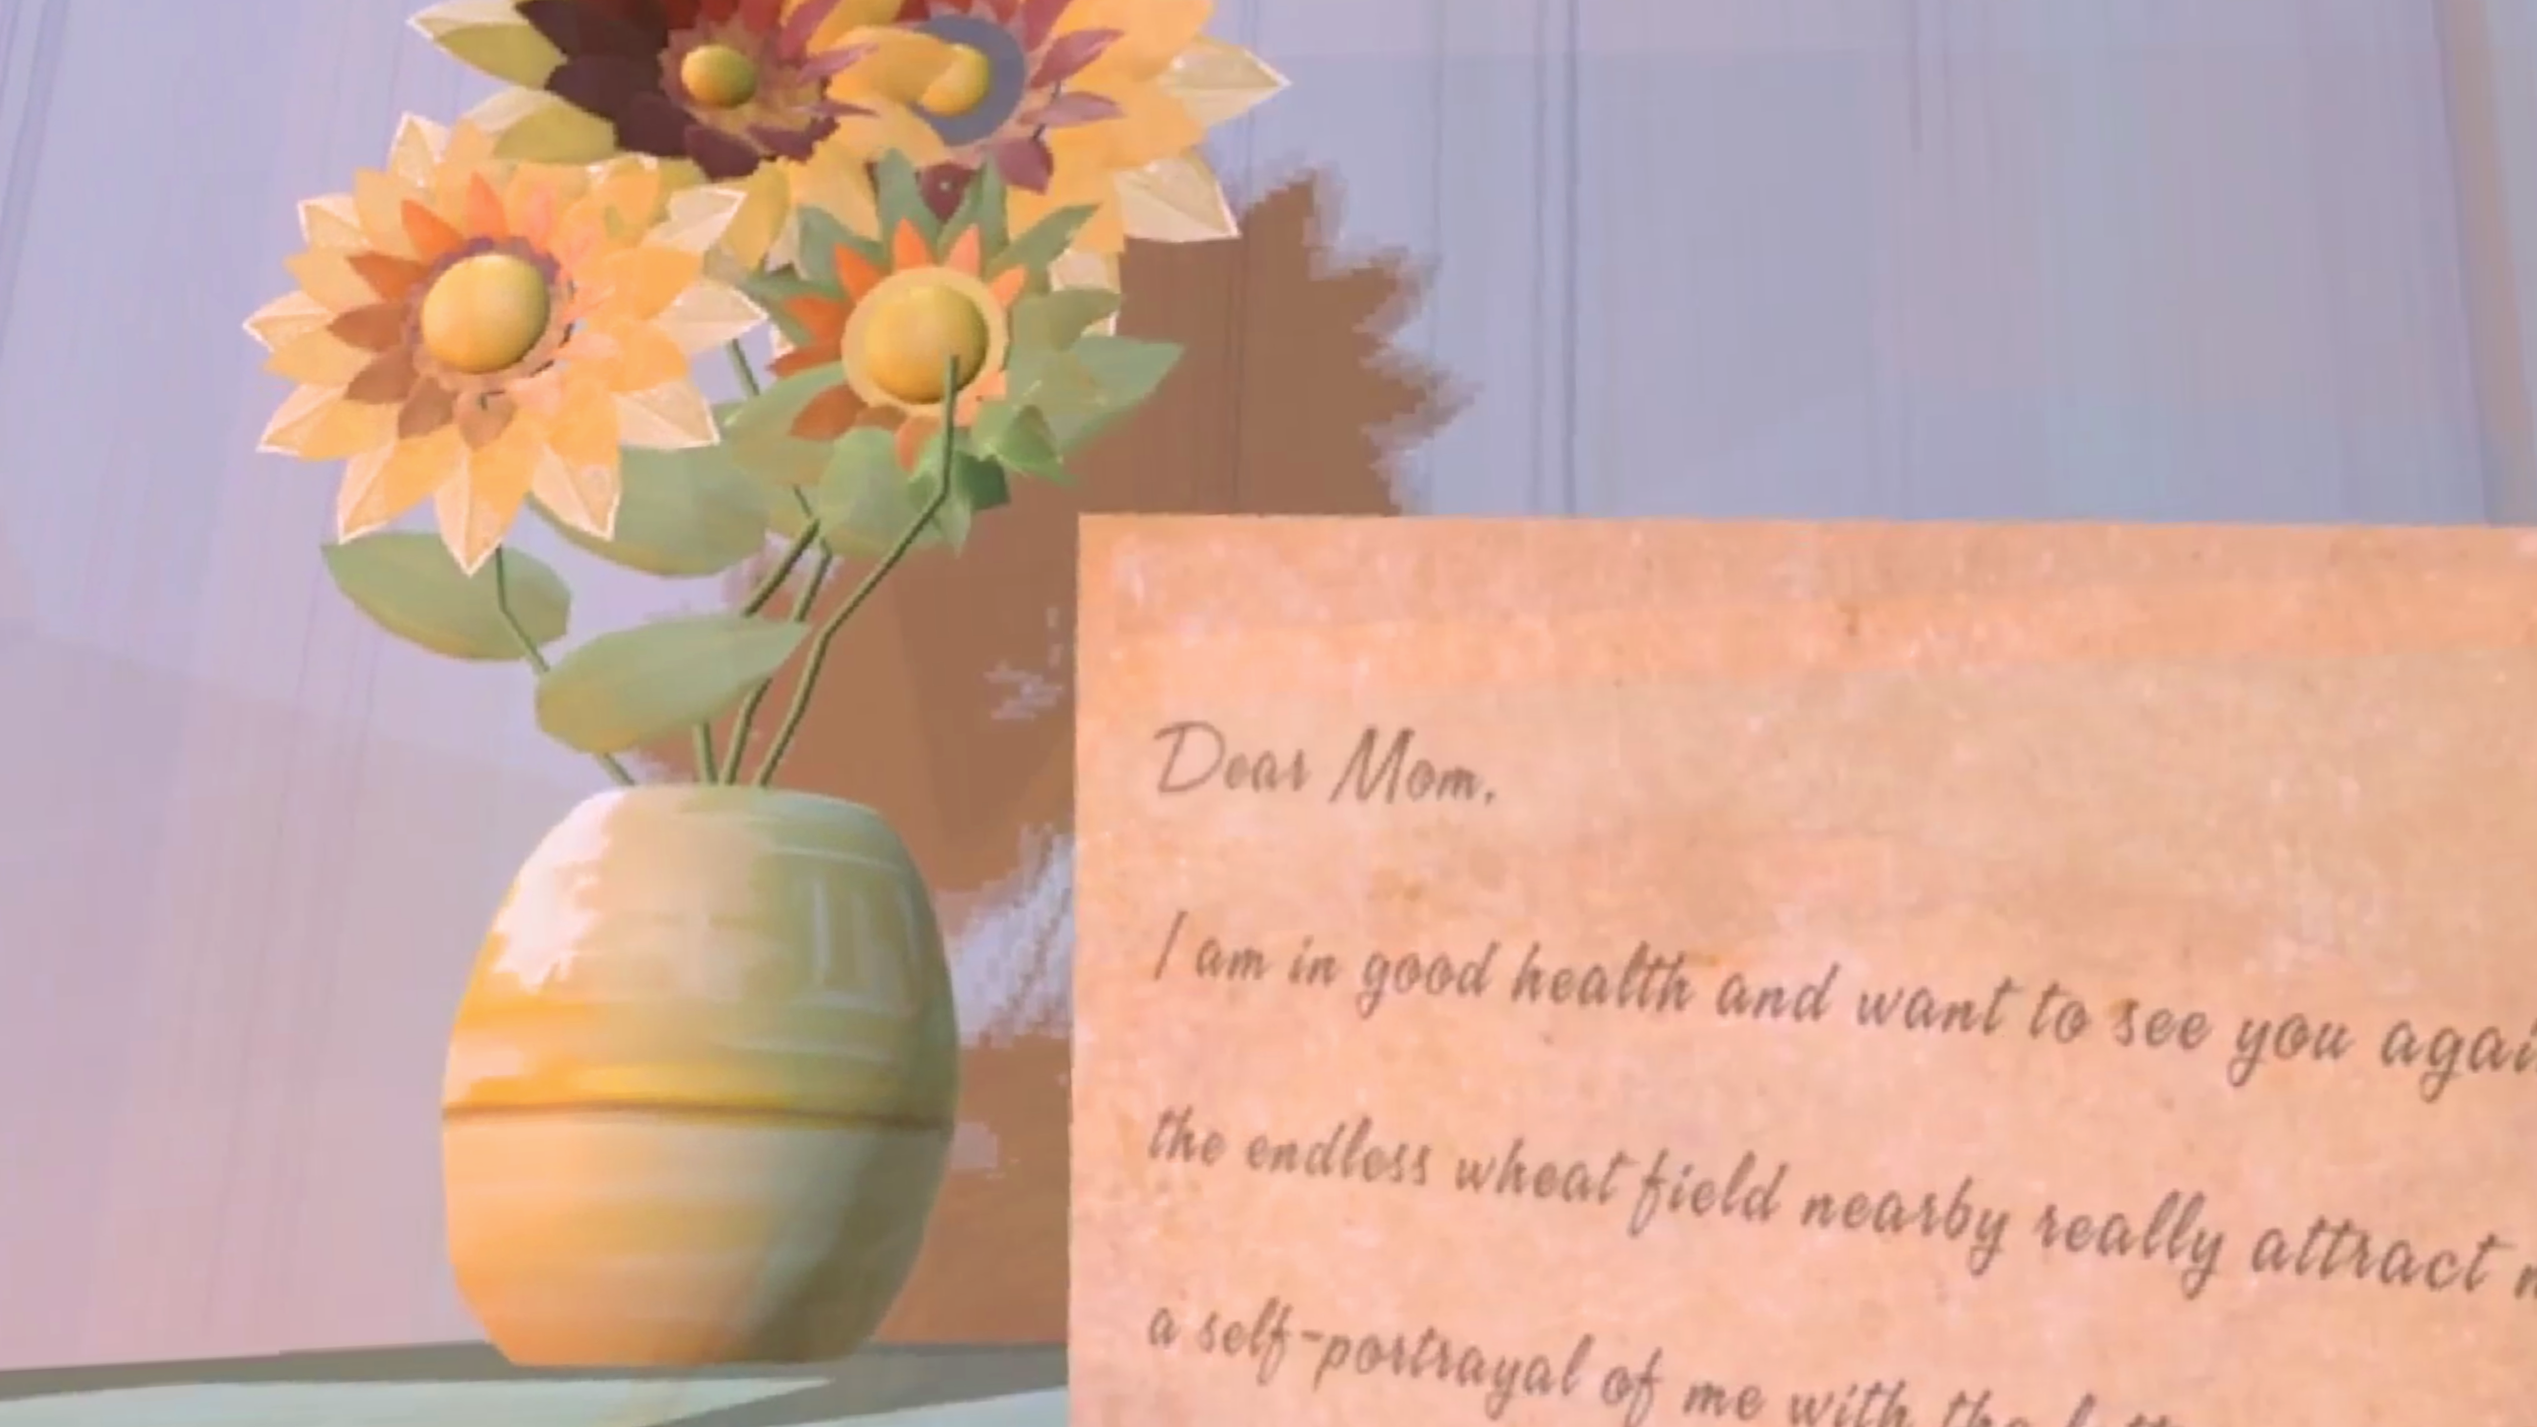 Dear Mom,
I am in good health and want to see you
the endless wheat field nearby really attract
a self-portrayal of me with the